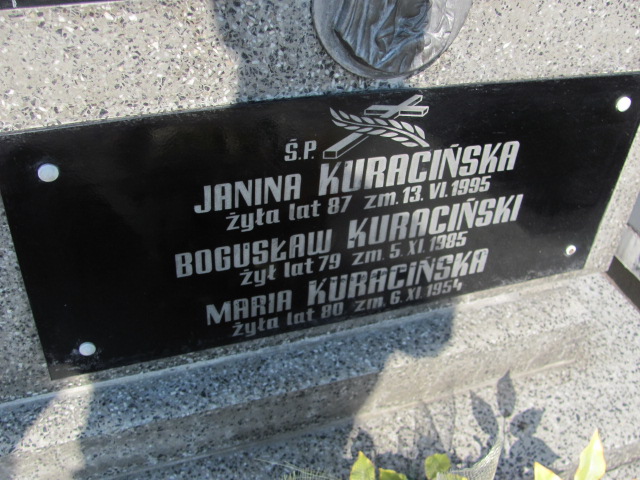 Ś.P.
JANINA KURACIŃSKA
żyła lat 87 zm. 13. VI. 1995
BOGUSŁAW KURACIŃSKI
żył lat 79 zm. 5. XI. 1985
MARIA KURACIŃSKA
żyła lat 80 zm. 6. XI. 1954